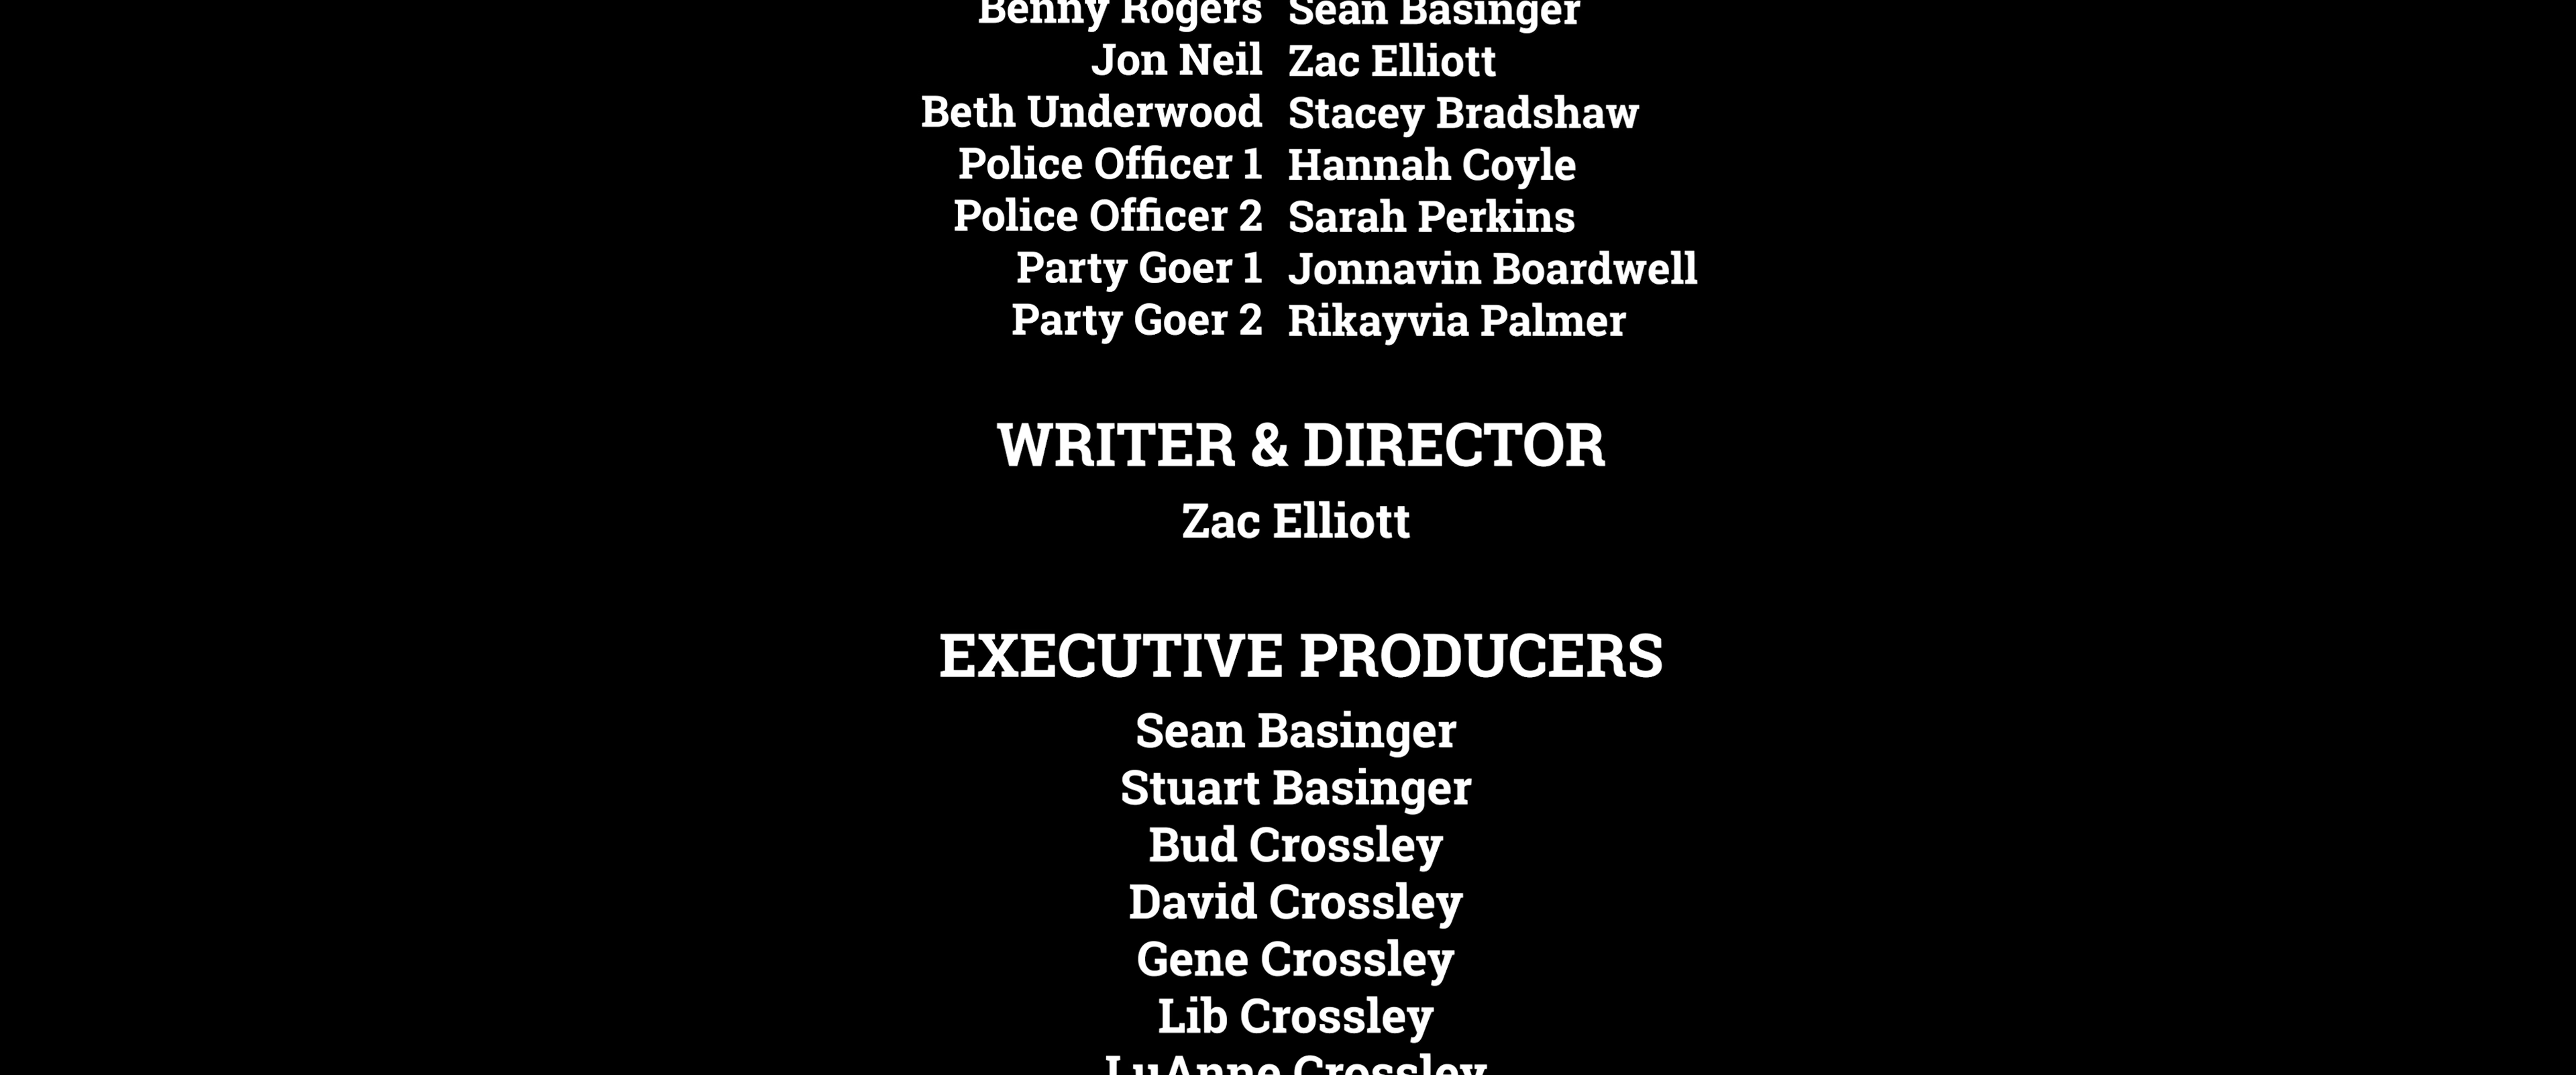 Benny Rogers Sean Basinger
Jon Neil Zac Elliott
Beth Underwood Stacey Bradshaw
Police Officer 1 Hannah Coyle
Police Officer 2 Sarah Perkins
Party Goer 1 Jonnavin Boardwell
Party Goer 2 Rikayvia Palmer
WRITER & DIRECTOR
Zac Elliott
EXECUTIVE PRODUCERS
Sean Basinger
Stuart Basinger
Bud Crossley
David Crossley
Gene Crossley
Lib Crossley
LuAnne Crossley